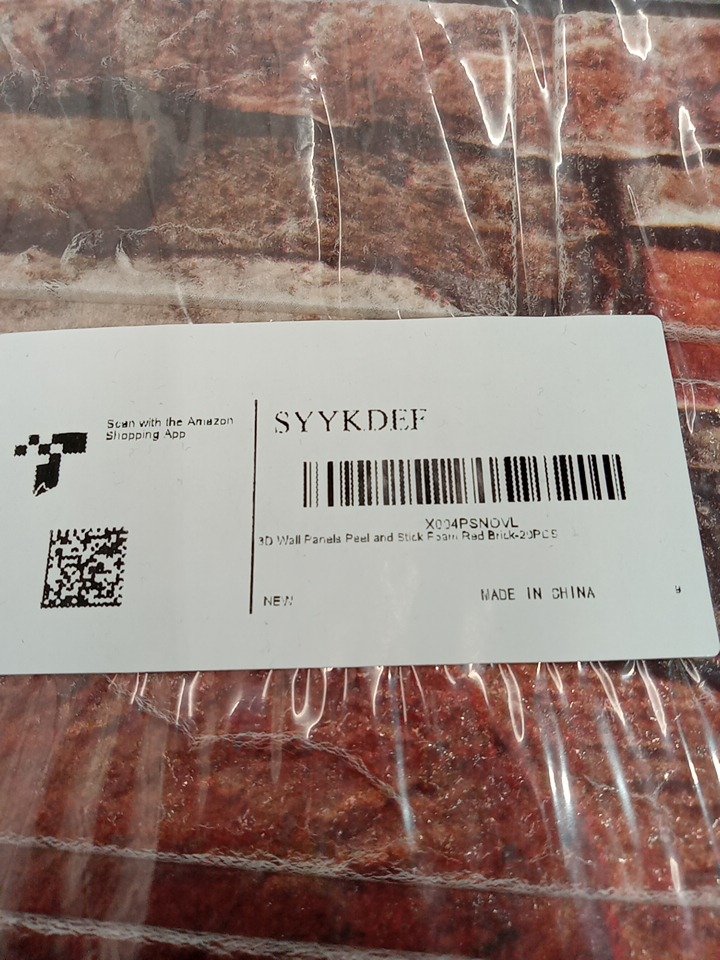 Scan with the Amazon
Shopping App
SYYKDEF
X004PSNOVL
3D Wall Panels Peel and Stick Foam Red Brick-20PCS
NEW
MADE IN CHINA